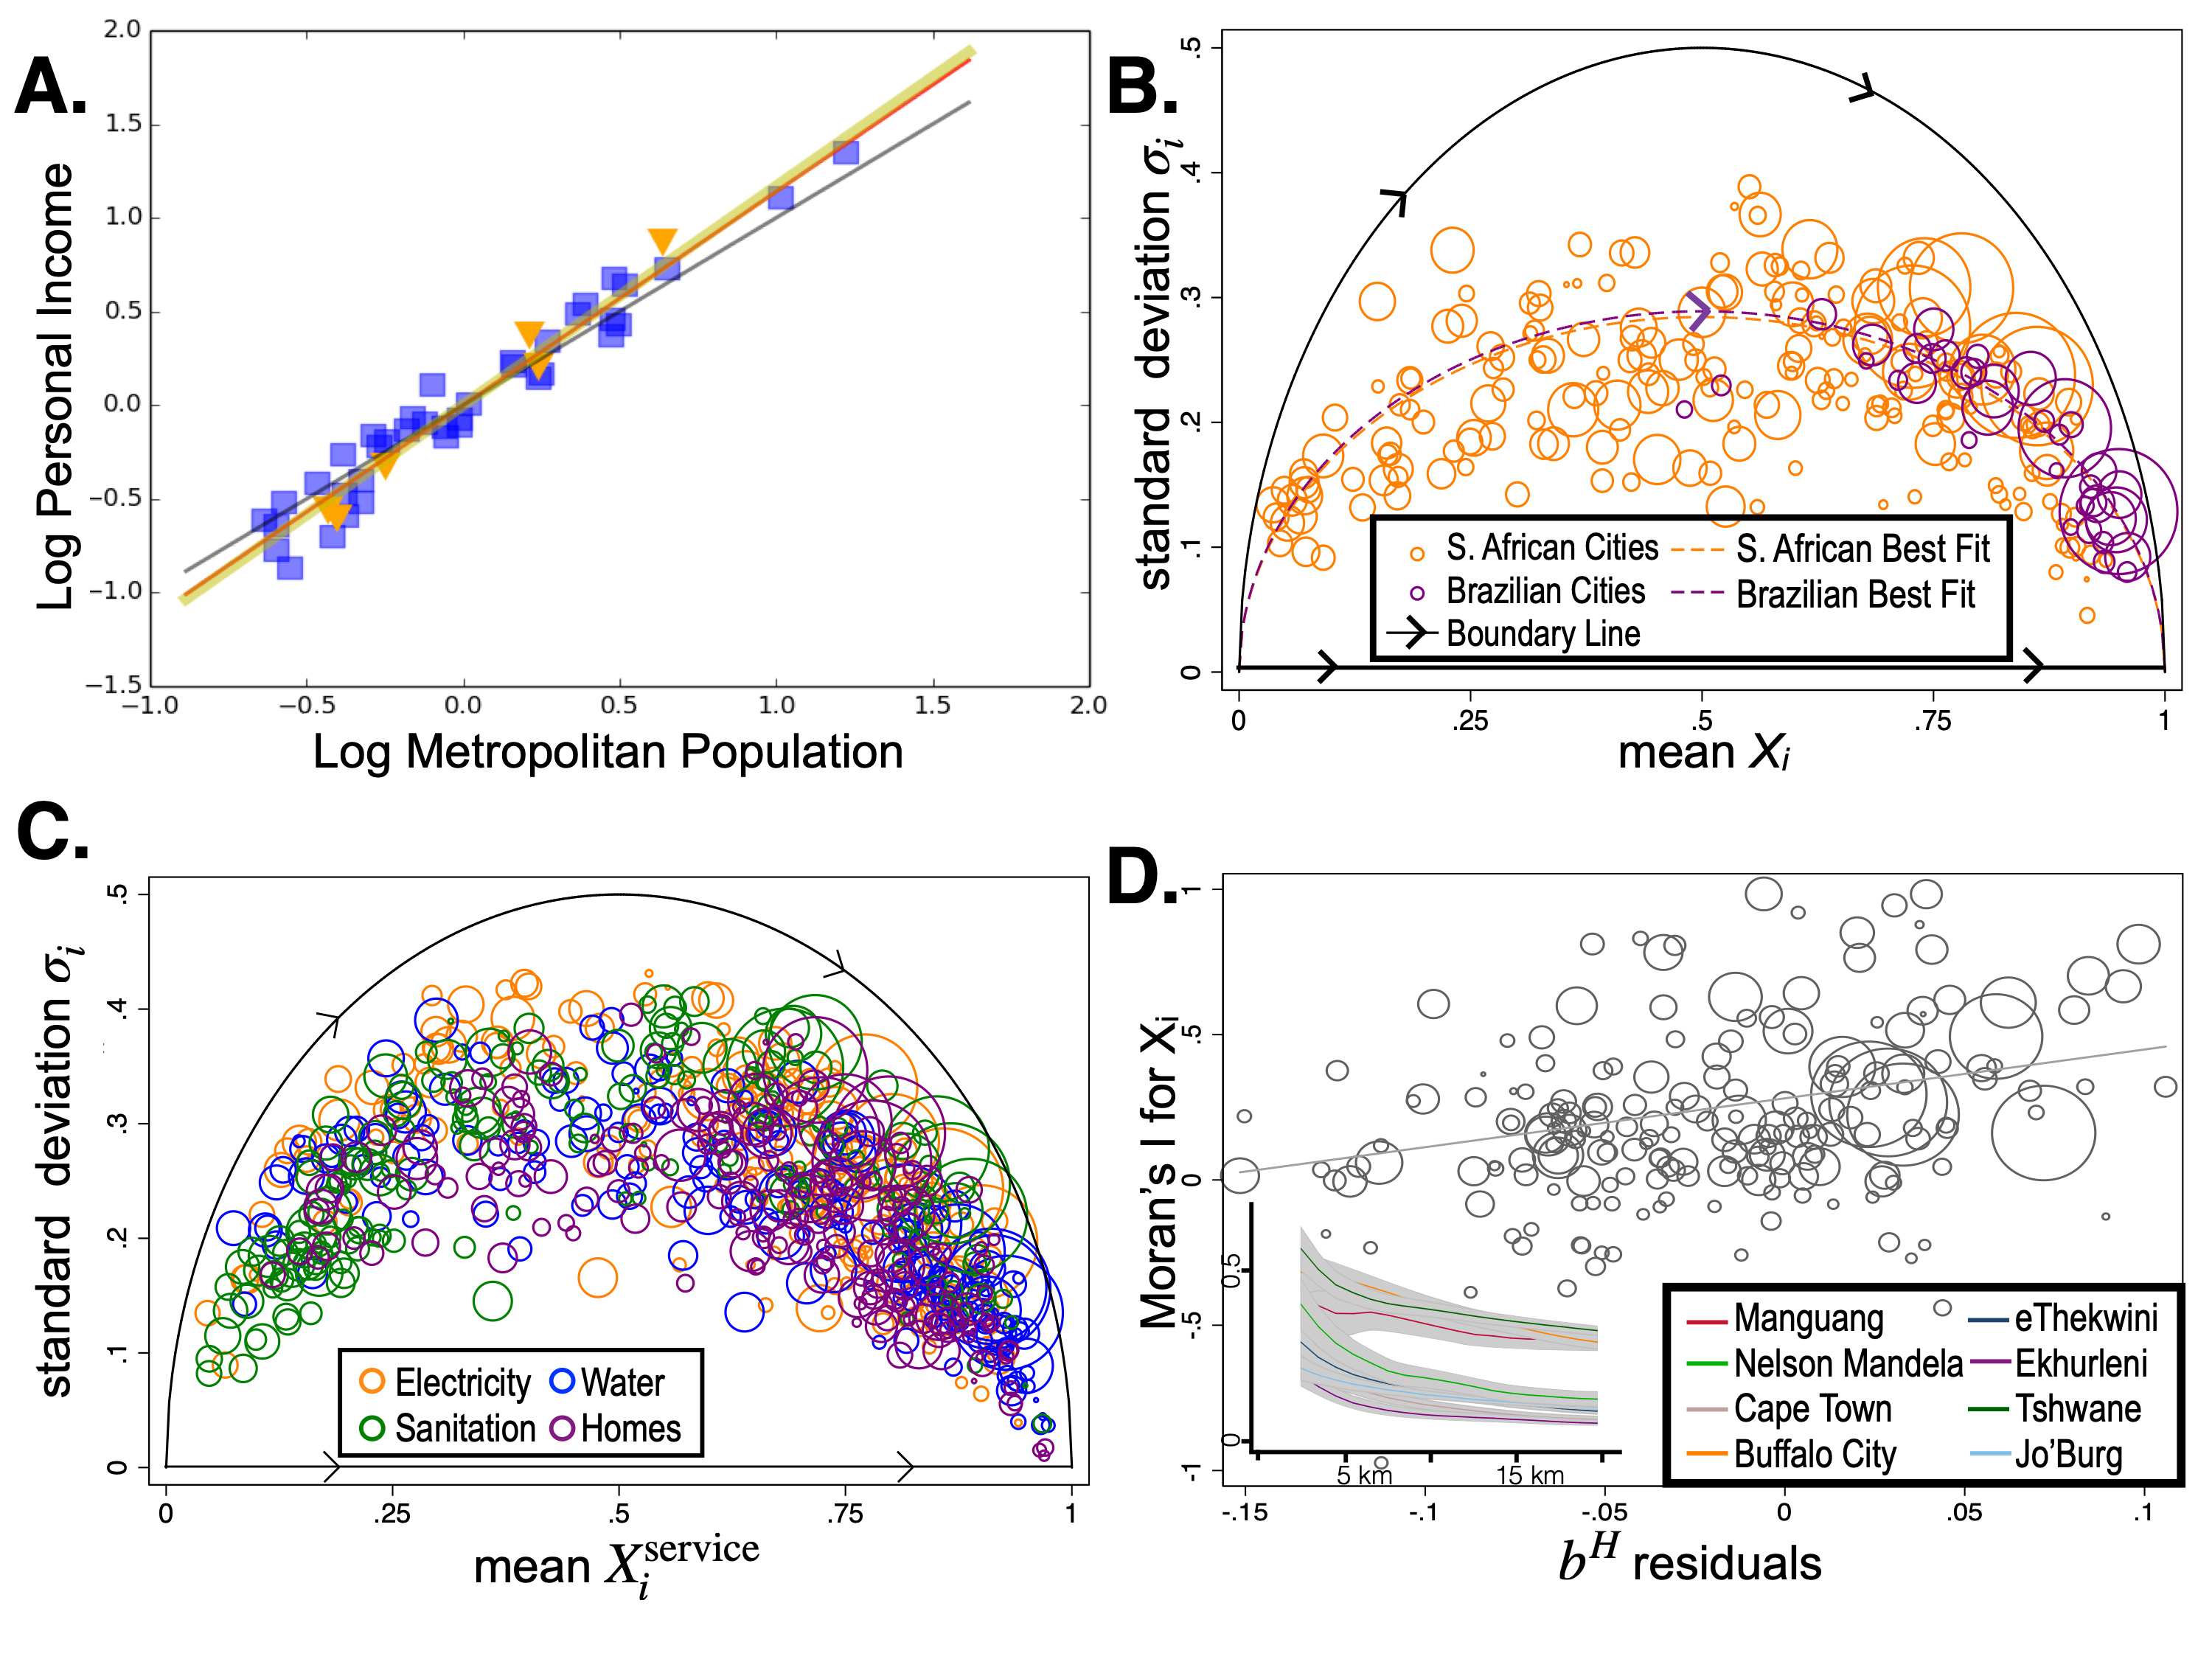 A.
2.0
1.5
1.0
0.5
0.0
−0.5
−1.0
−1.5
−1.0
−0.5
0.0
0.5
1.0
1.5
2.0
Log Personal Income
Log Metropolitan Population
B.
.5
.4
.3
.2
.1
0
standard deviation σi
S. African Cities
S. African Best Fit
Brazilian Cities
Brazilian Best Fit
Boundary Line
0
.25
.5
.75
1
mean Xi
C.
.5
.4
.3
.2
.1
0
standard deviation σi
Electricity
Water
Sanitation
Homes
0
.25
.5
.75
1
mean Xi service
D.
1
.5
0
-.5
-1
Moran's I for Xi
0.5
0
5 km
15 km
Manguang
eThekwini
Nelson Mandela
Ekhurleni
Cape Town
Tshwane
Buffalo City
Jo'Burg
-.15
-.1
-.05
0
.05
.1
bH residuals